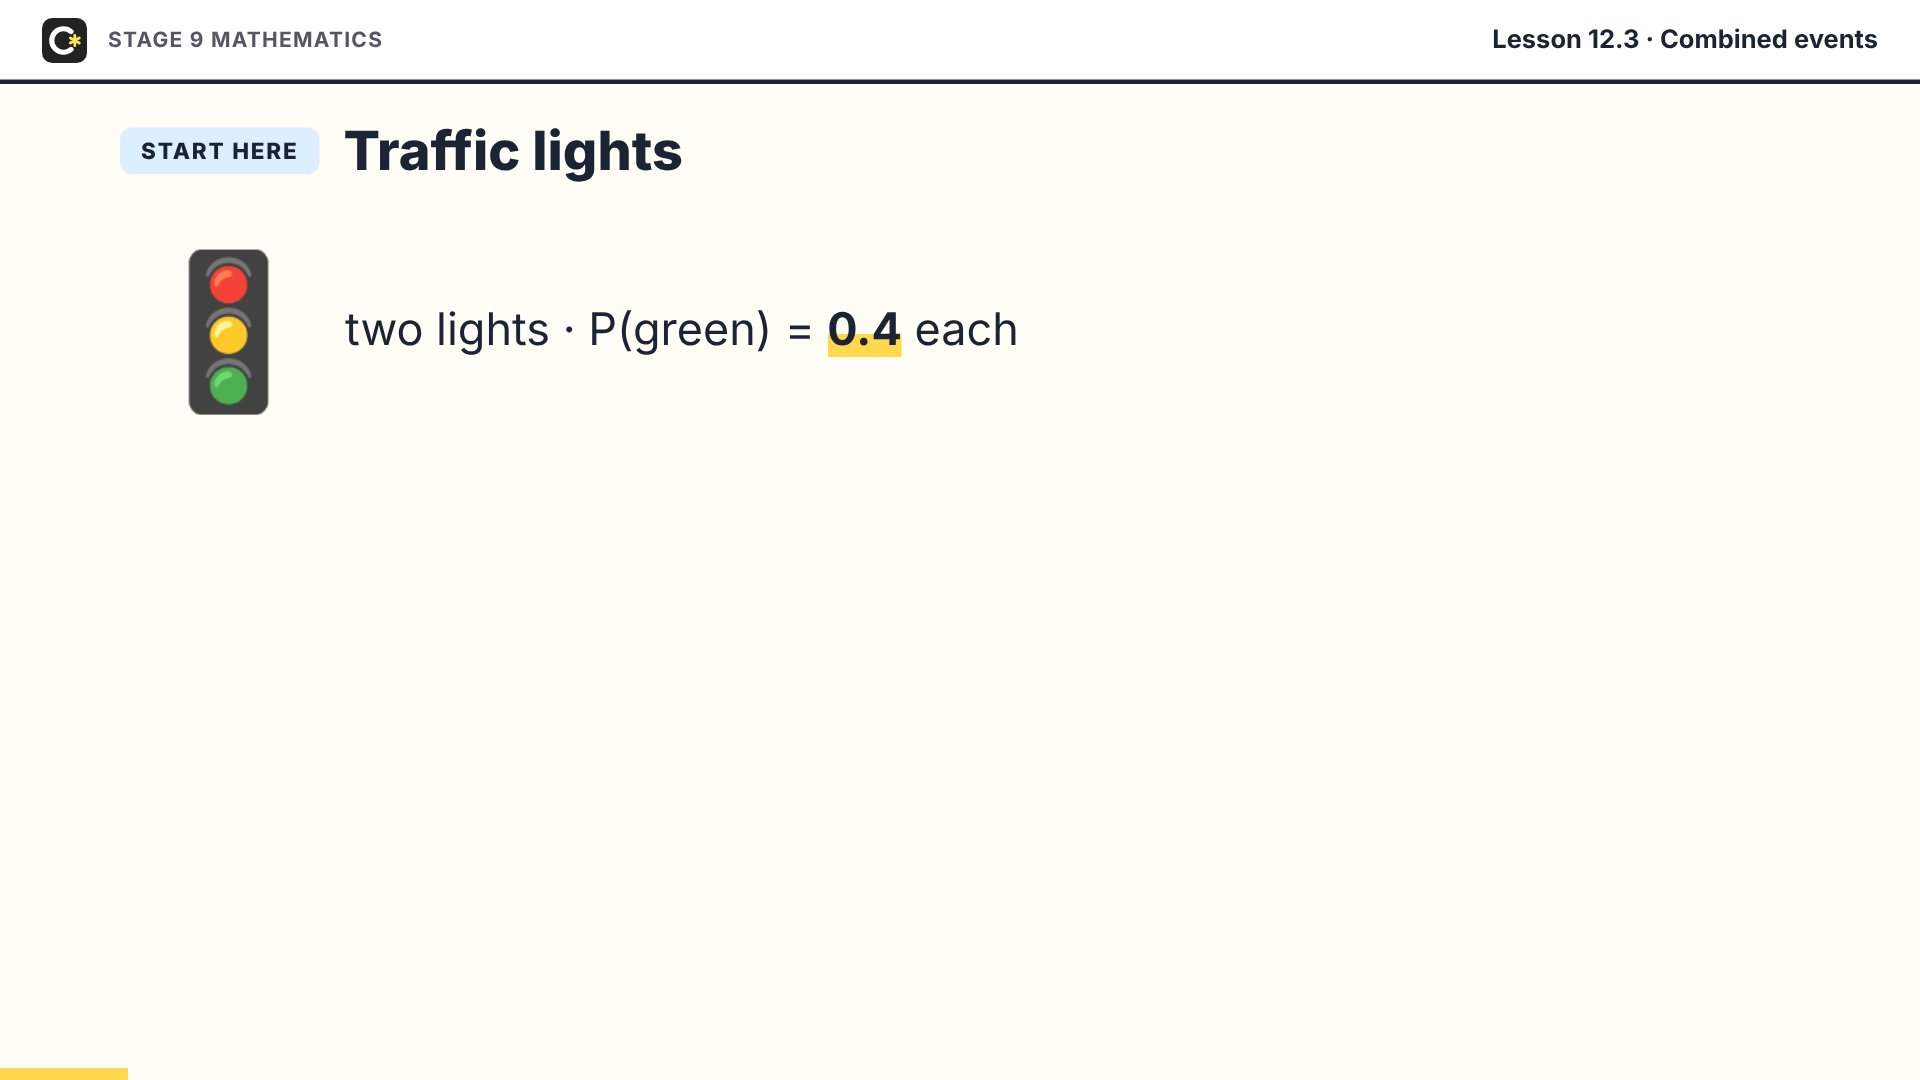 STAGE 9 MATHEMATICS
Lesson 12.3 · Combined events
START HERE
Traffic lights
two lights · P(green) = 0.4 each